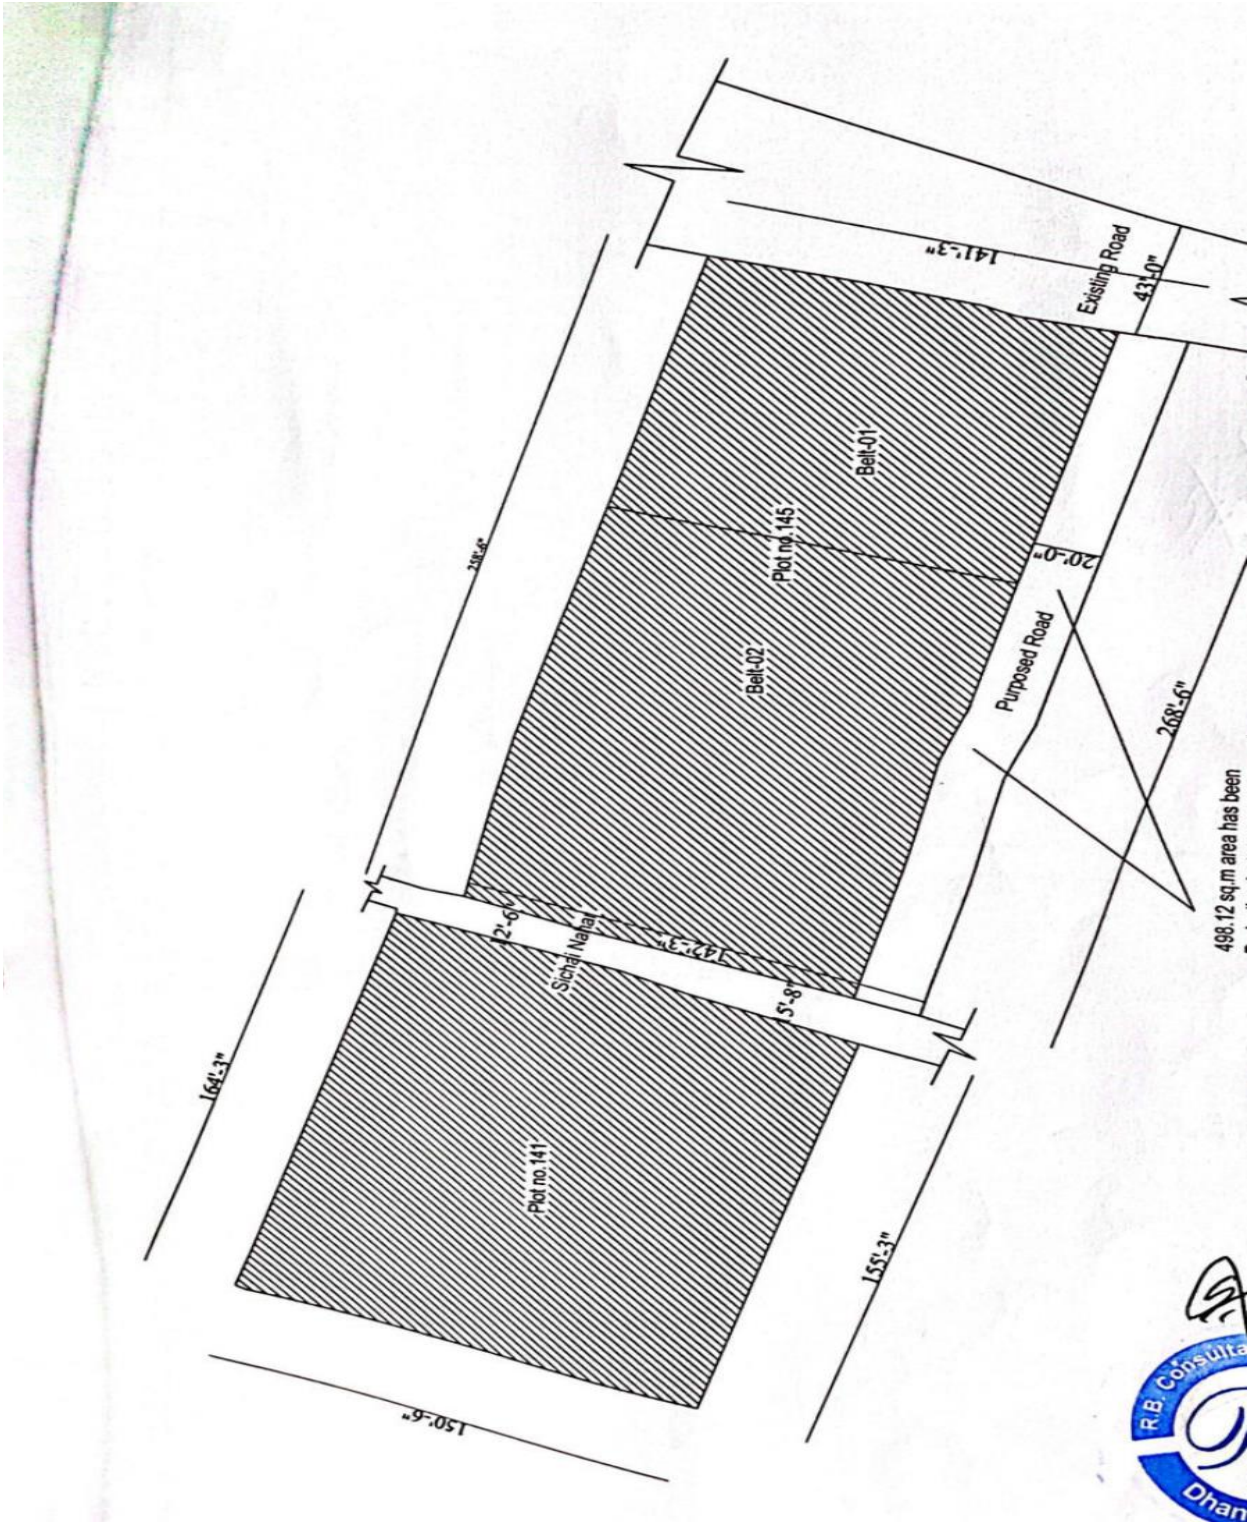 141'-3"
Existing Road
43'-0"
258'-6"
Belt-01
Plot no.145
Belt-02
20'-0"
Purposed Road
268'-6"
498.12 sq.m area has been
12'-6"
Sichai Nahar
142'-3"
15'-8"
164'-3"
Plot no.141
155'-3"
150'-6"
R.B. Consulta
Dhan